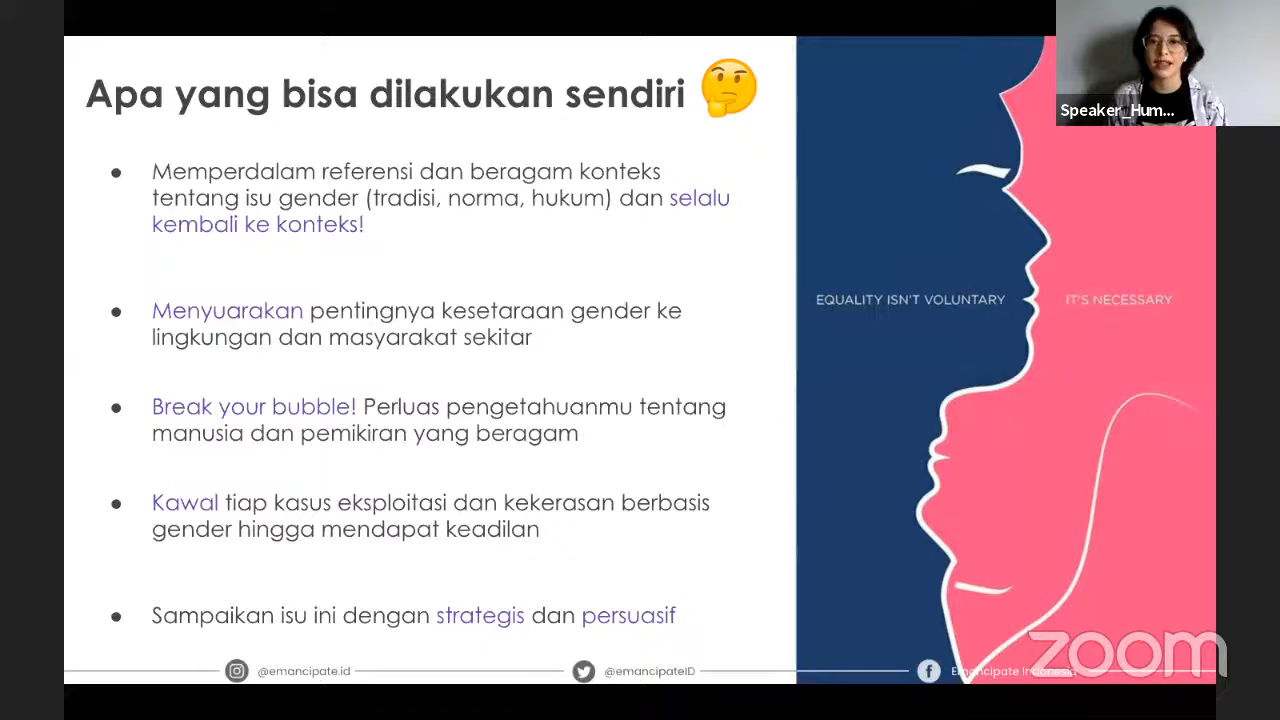 Apa yang bisa dilakukan sendiri
Speaker_Hum...
● Memperdalam referensi dan beragam konteks
tentang isu gender (tradisi, norma, hukum) dan selalu
kembali ke konteks!
● Menyuarakan pentingnya kesetaraan gender ke
lingkungan dan masyarakat sekitar
● Break your bubble! Perluas pengetahuanmu tentang
manusia dan pemikiran yang beragam
● Kawal tiap kasus eksploitasi dan kekerasan berbasis
gender hingga mendapat keadilan
● Sampaikan isu ini dengan strategis dan persuasif
EQUALITY ISN'T VOLUNTARY
IT'S NECESSARY
@emancipate.id
@emancipateID
Emancipate Indonesia
zoom